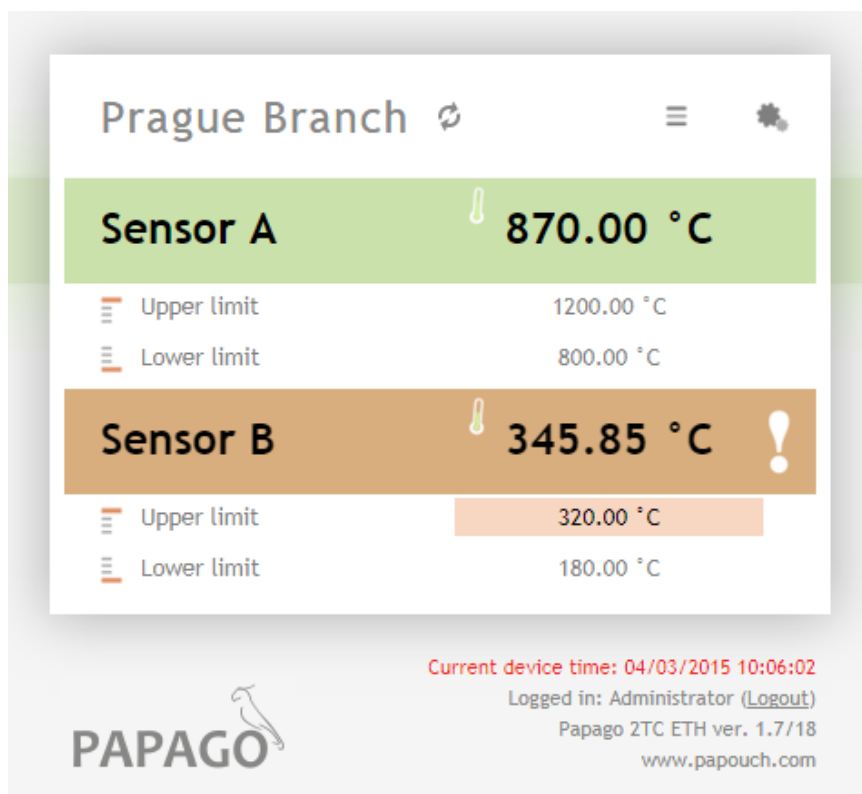 Prague Branch
Sensor A 870.00 °C
Upper limit 1200.00 °C
Lower limit 800.00 °C
Sensor B 345.85 °C !
Upper limit 320.00 °C
Lower limit 180.00 °C
Current device time: 04/03/2015 10:06:02
Logged in: Administrator (Logout)
Papago 2TC ETH ver. 1.7/18
www.papouch.com
PAPAGO